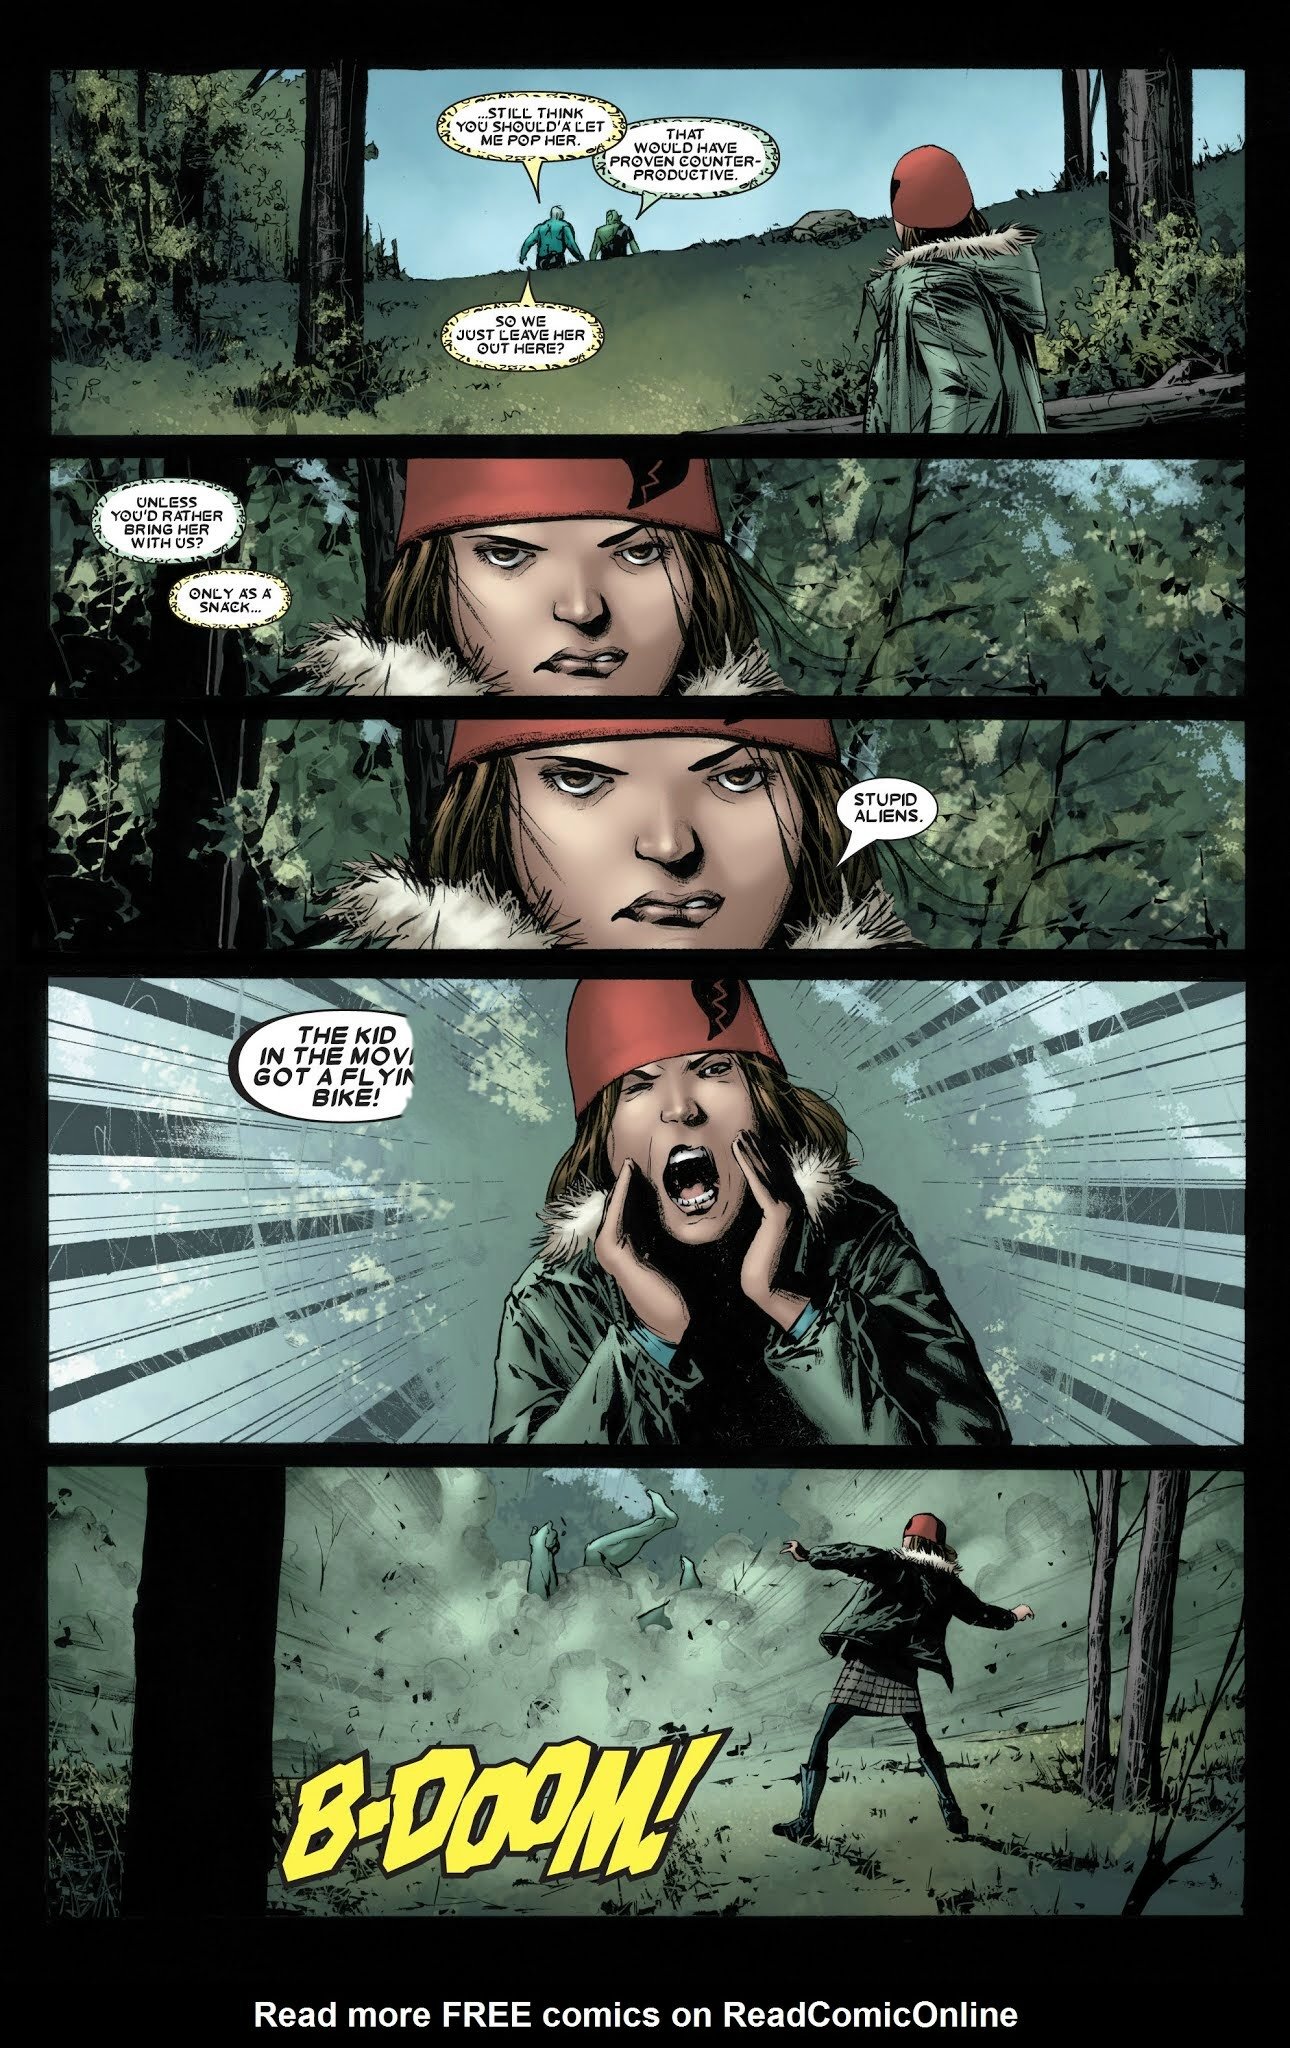 ...STILL THINK
YOU SHOULD'A LET
ME POP HER.
THAT
WOULD HAVE
PROVEN COUNTER-
PRODUCTIVE.
SO WE
JUST LEAVE HER
OUT HERE?
UNLESS
YOU'D RATHER
BRING HER
WITH US?
ONLY AS A
SNACK...
STUPID
ALIENS.
THE KID
IN THE MOVI
GOT A FLYIN
BIKE!
B-DOOM!
Read more FREE comics on ReadComicOnline